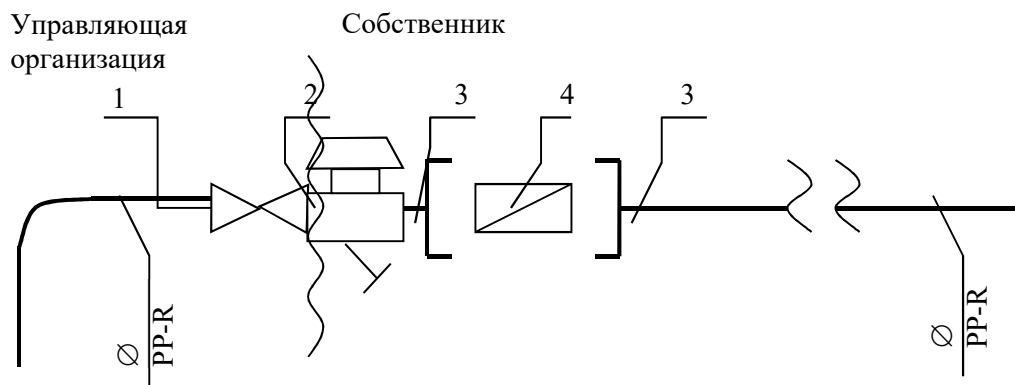 Управляющая
организация
Собственник
1
2
3
4
3
∅
PP-R
∅
PP-R